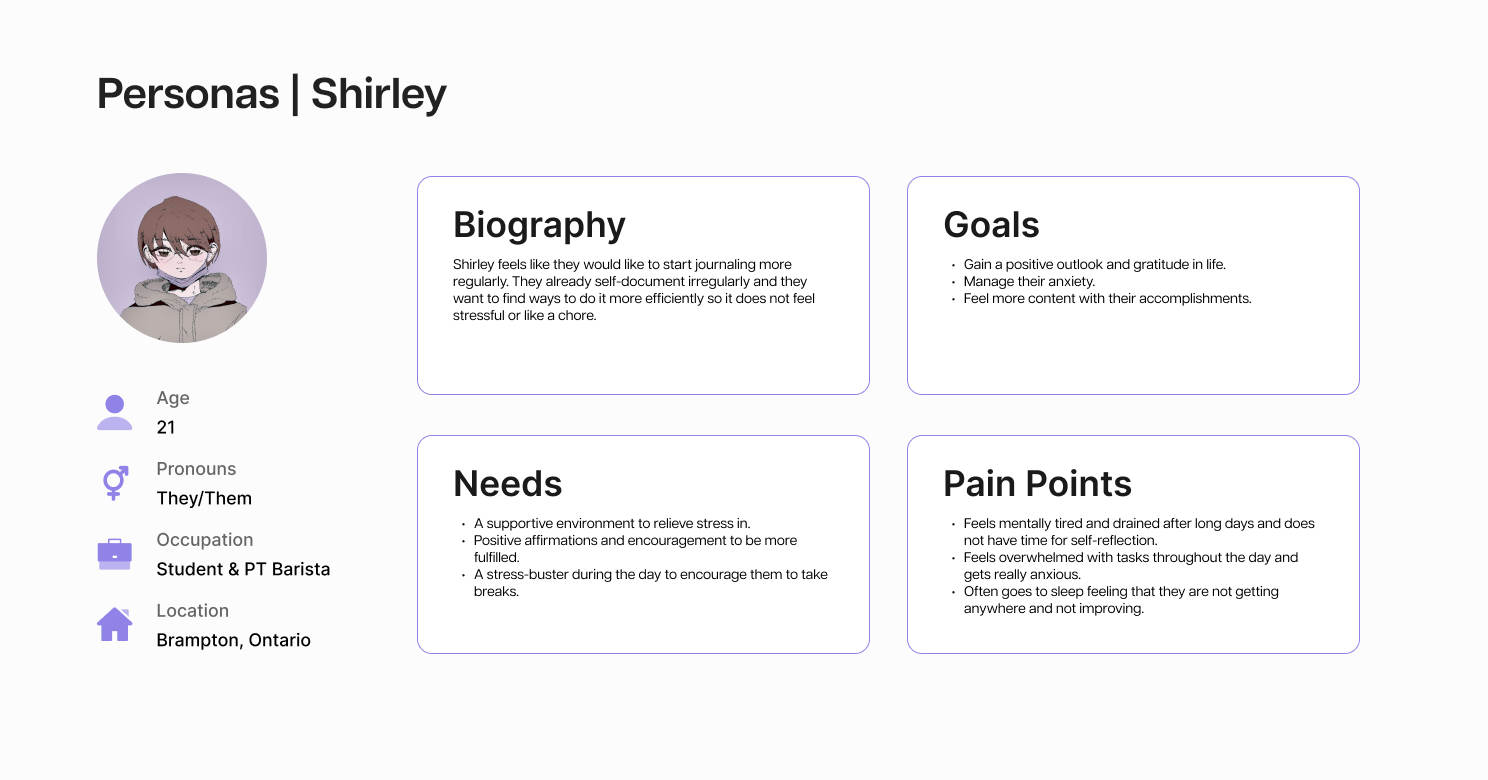 Personas | Shirley
Age
21
Pronouns
They/Them
Occupation
Student & PT Barista
Location
Brampton, Ontario
Biography
Shirley feels like they would like to start journaling more
regularly. They already self-document irregularly and they
want to find ways to do it more efficiently so it does not feel
stressful or like a chore.
Goals
• Gain a positive outlook and gratitude in life.
• Manage their anxiety.
• Feel more content with their accomplishments.
Needs
• A supportive environment to relieve stress in.
• Positive affirmations and encouragement to be more
fulfilled.
• A stress-buster during the day to encourage them to take
breaks.
Pain Points
• Feels mentally tired and drained after long days and does
not have time for self-reflection.
• Feels overwhelmed with tasks throughout the day and
gets really anxious.
• Often goes to sleep feeling that they are not getting
anywhere and not improving.